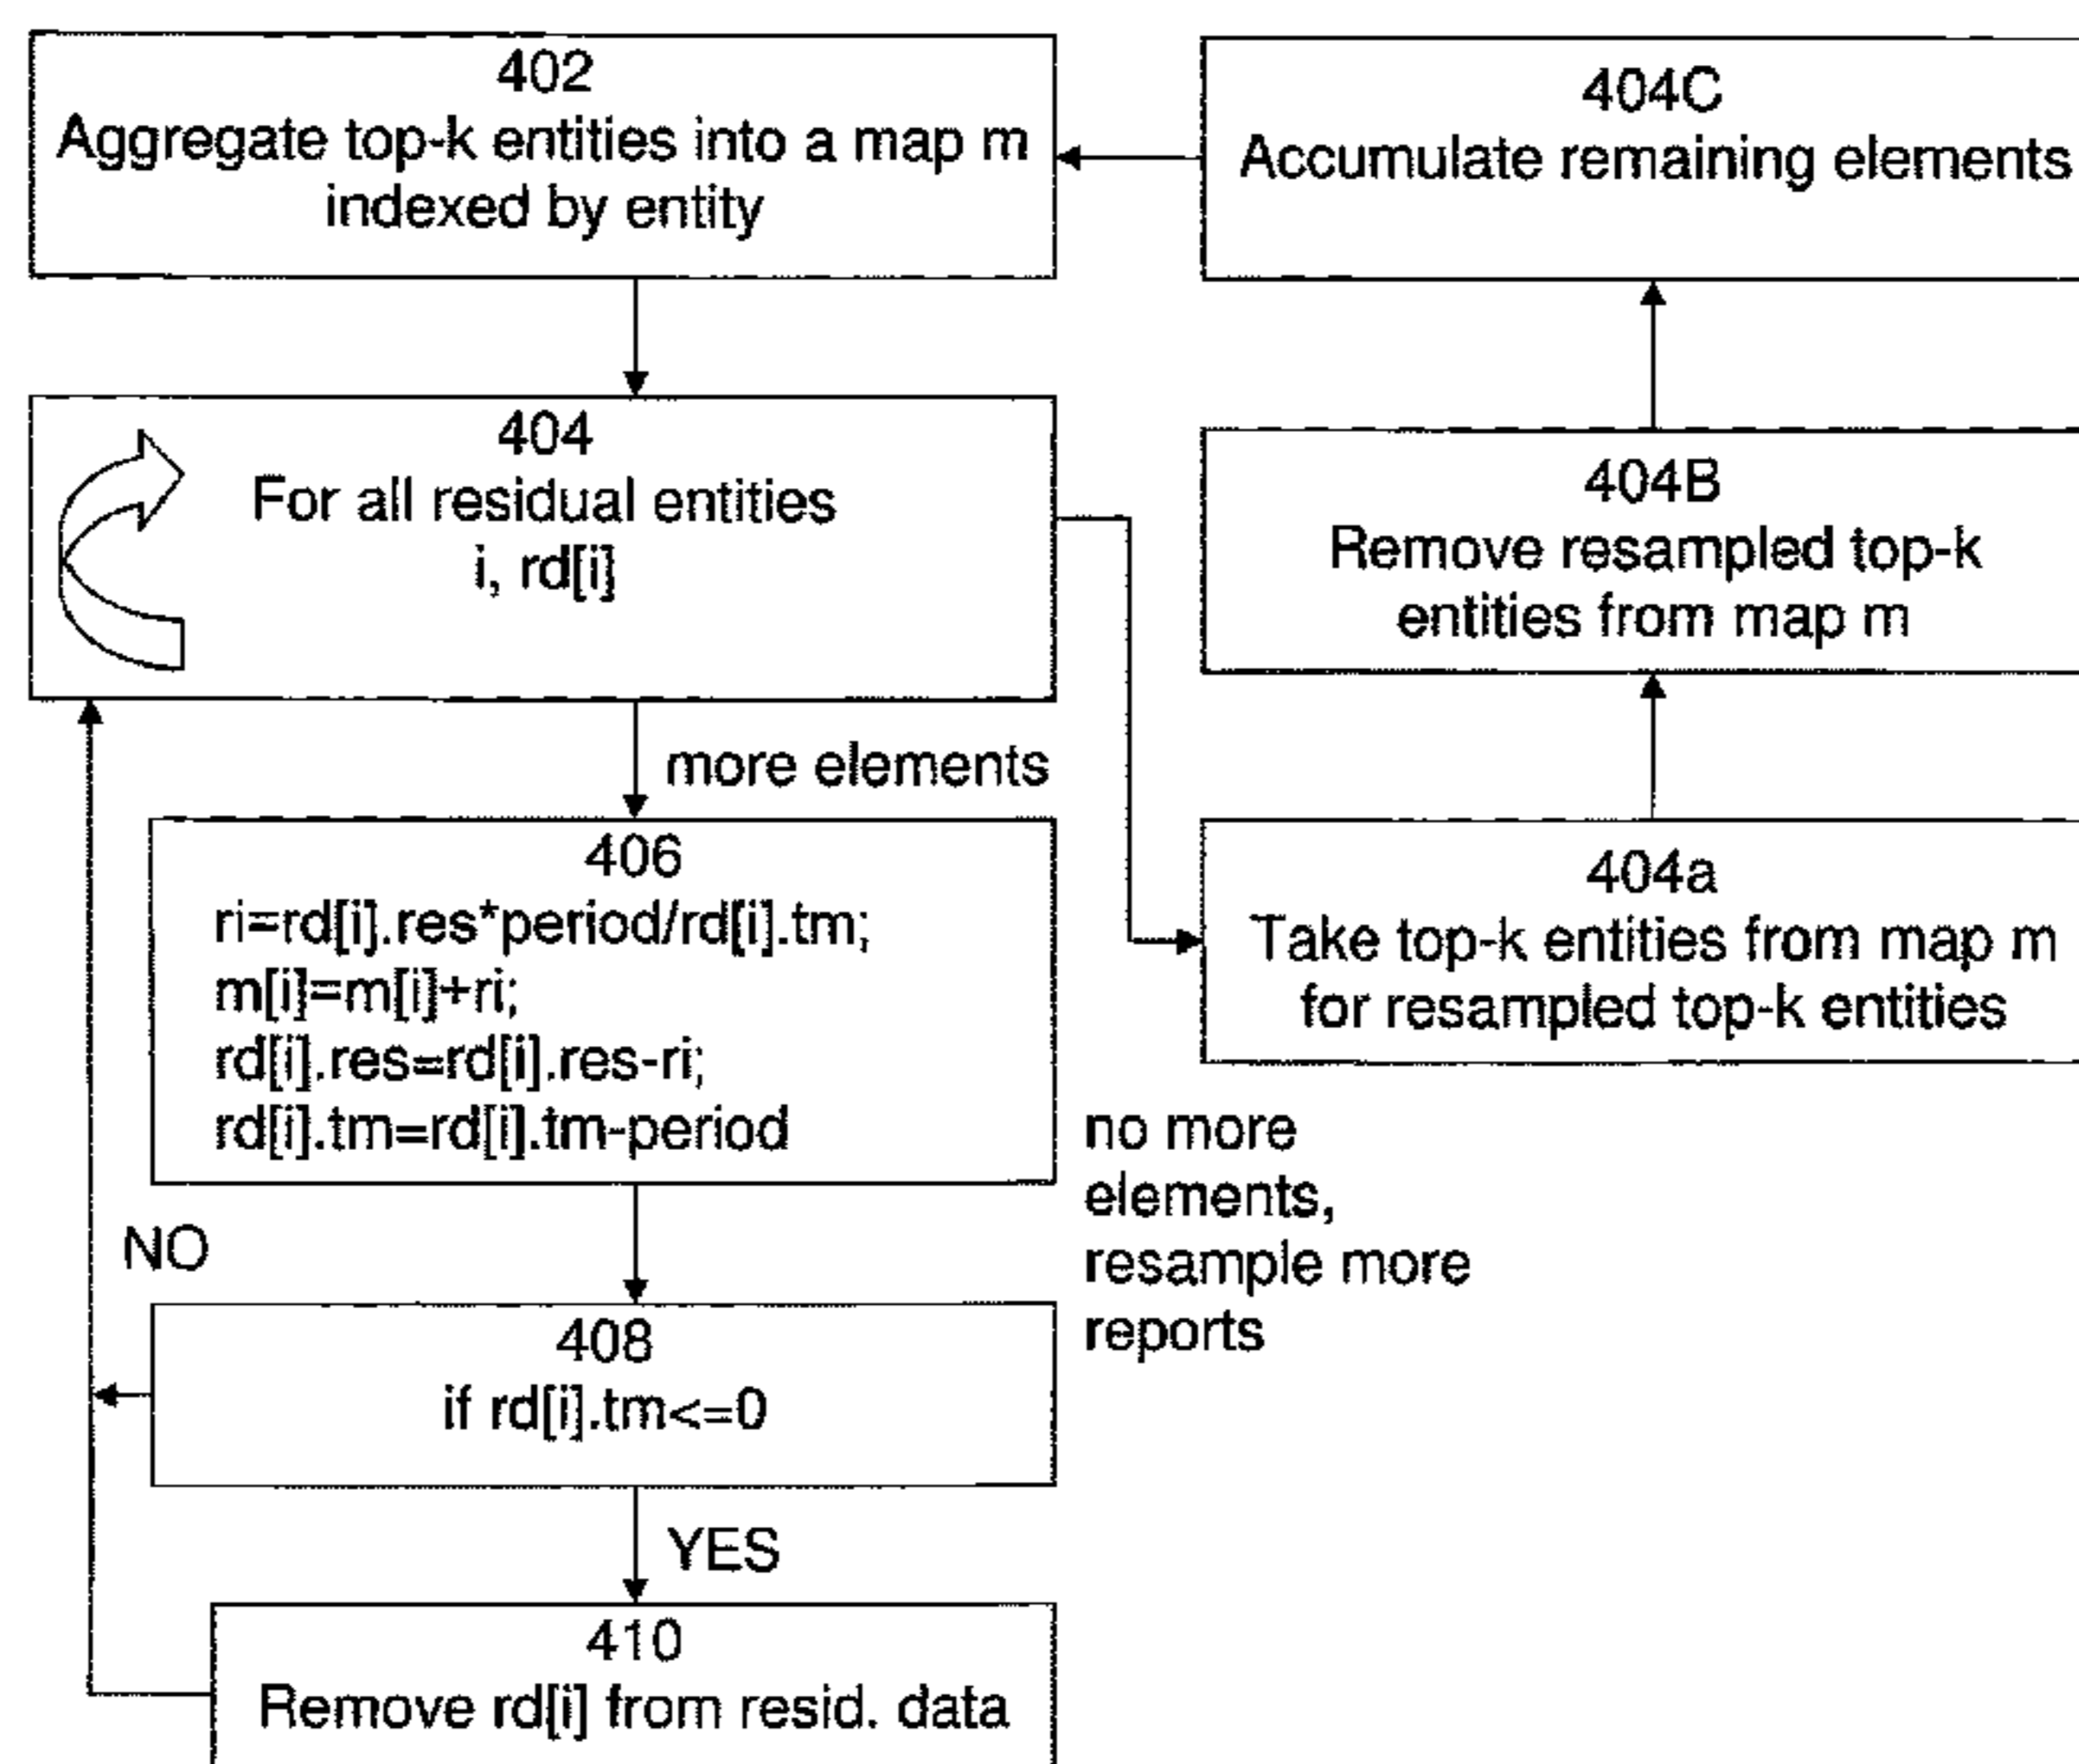 402
Aggregate top-k entities into a map m
indexed by entity
404C
Accumulate remaining elements
404
For all residual entities
i, rd[i]
404B
Remove resampled top-k
entities from map m
more elements
406
ri=rd[i].res*period/rd[i].tm;
m[i]=m[i]+ri;
rd[i].res=rd[i].res-ri;
rd[i].tm=rd[i].tm-period
404a
Take top-k entities from map m
for resampled top-k entities
no more
elements,
resample more
reports
NO
408
if rd[i].tm<=0
YES
410
Remove rd[i] from resid. data